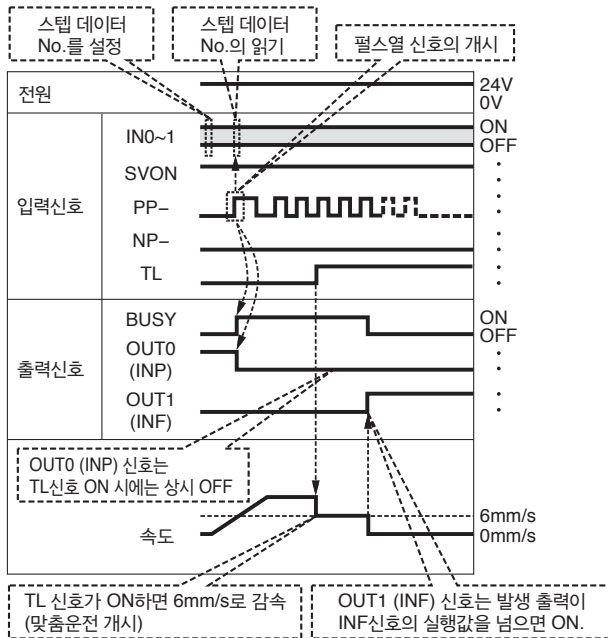 스텝 데이터
No.를 설정
스텝 데이터
No.의 읽기
펄스열 신호의 개시
전원
24V
0V
입력신호
IN0~1
ON
OFF
SVON
PP−
NP−
TL
출력신호
BUSY
ON
OFF
OUT0
(INP)
OUT1
(INF)
OUT0 (INP) 신호는
TL신호 ON 시에는 상시 OFF
속도
6mm/s
0mm/s
TL 신호가 ON하면 6mm/s로 감속
(맞춤운전 개시)
OUT1 (INF) 신호는 발생 출력이
INF신호의 실행값을 넘으면 ON.